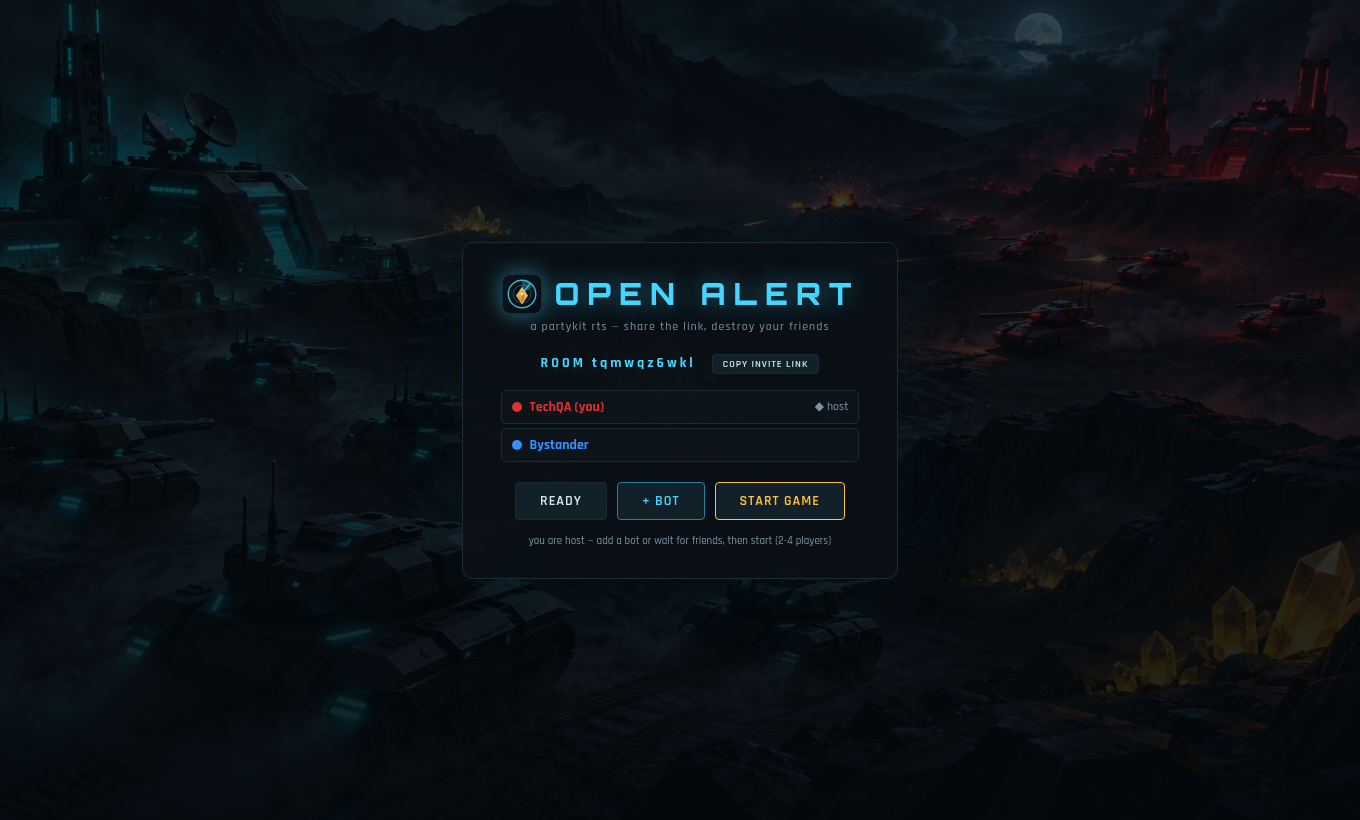 OPEN ALERT
a partykit rts — share the link, destroy your friends
ROOM tqmwqz6wkl COPY INVITE LINK
TechQA (you) ◆ host
Bystander
READY + BOT START GAME
you are host — add a bot or wait for friends, then start (2-4 players)